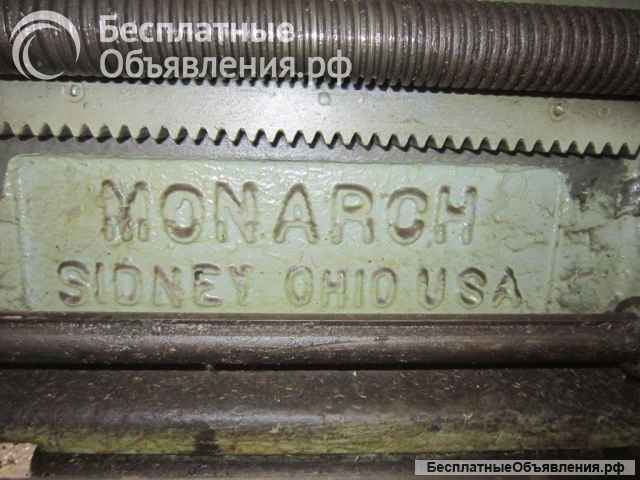 Бесплатные
Объявления.рф
MONARCH
SIDNEY OHIO USA
БесплатныеОбъявления.рф